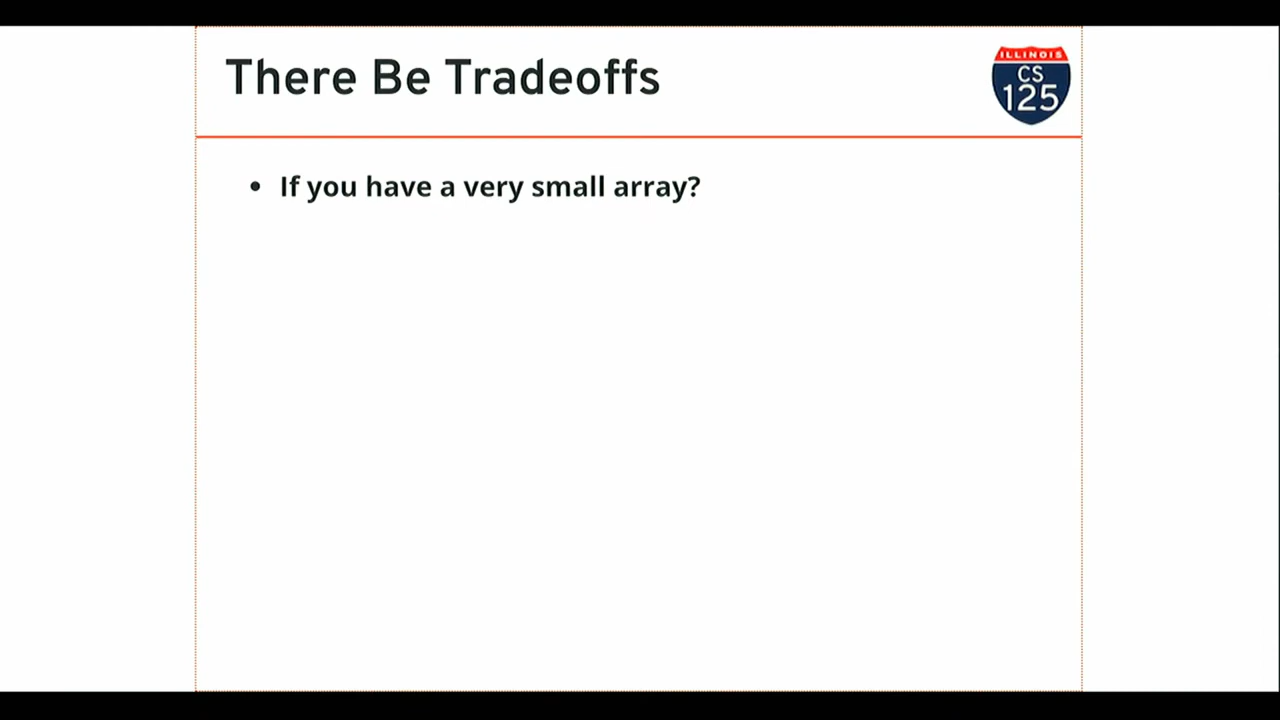 There Be Tradeoffs
ILLINOIS
CS
125
• If you have a very small array?